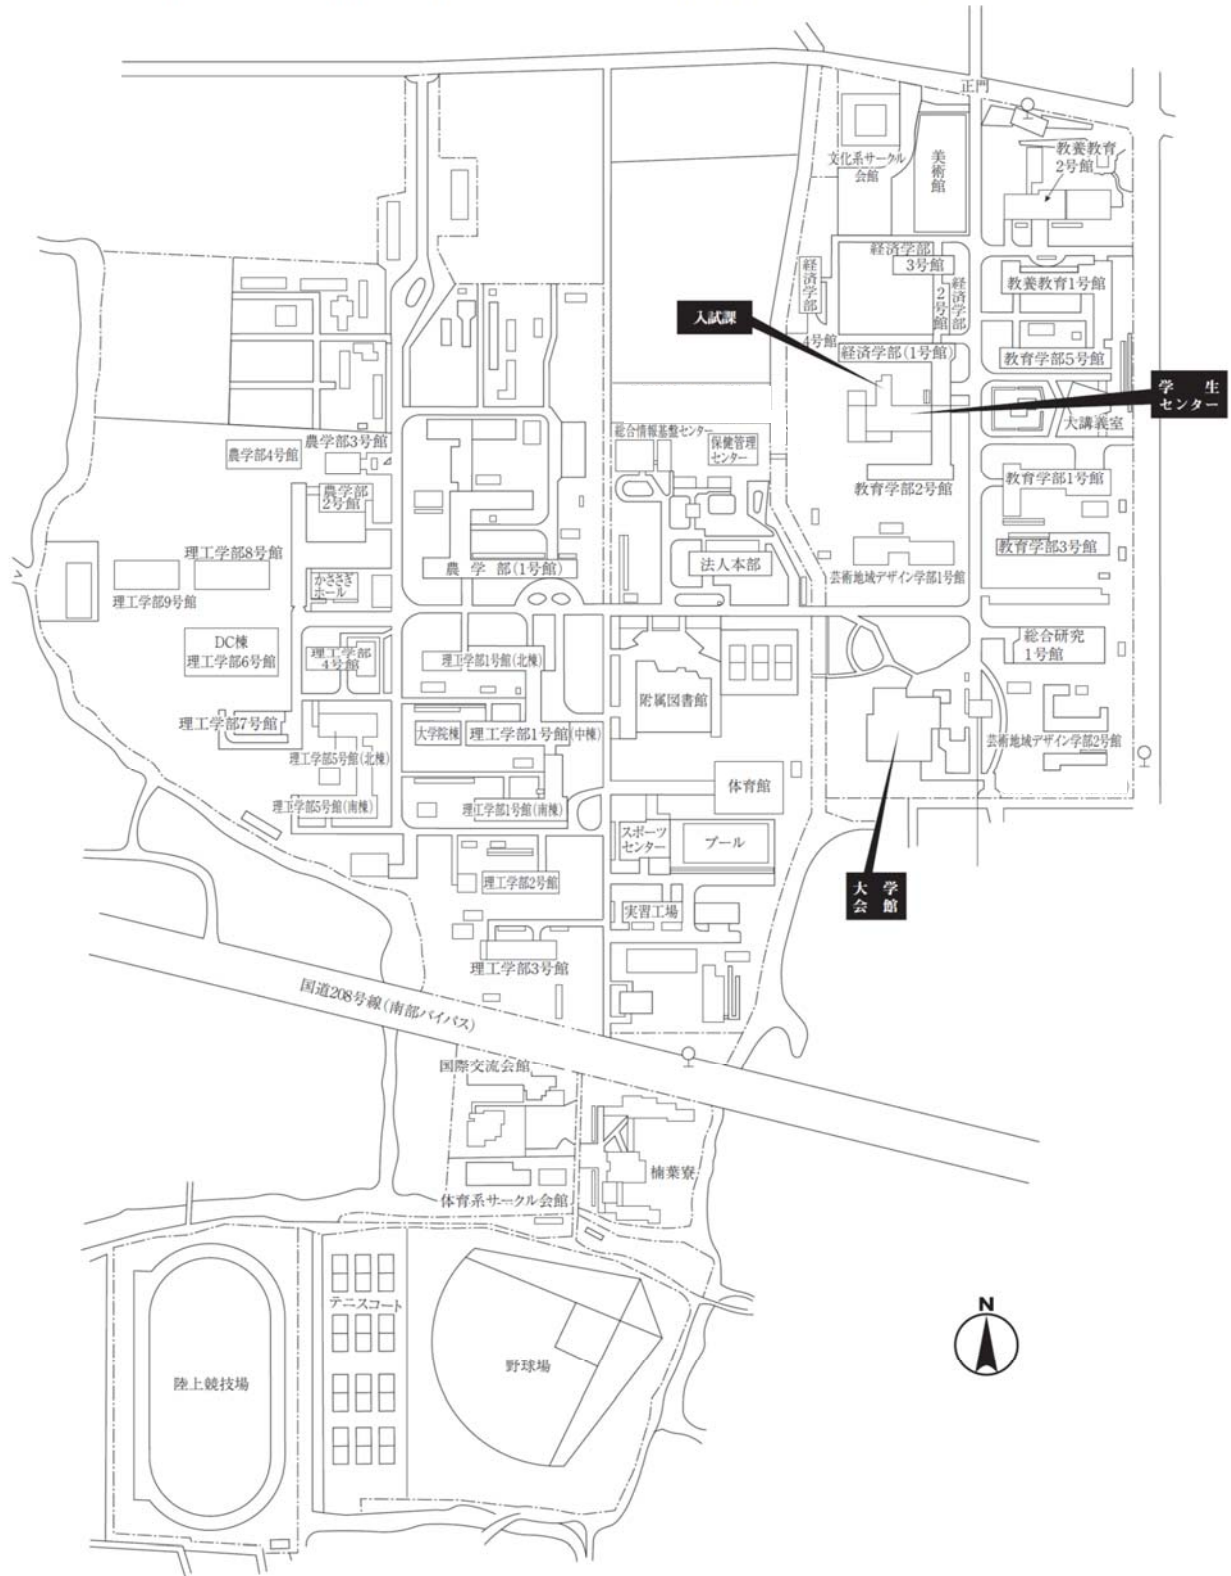 正門
文化系サークル
会館
美術館
教養教育
2号館
経済学部
3号館
経済学部
4号館
2号館
経済学部
教養教育1号館
入試課
経済学部(1号館)
教育学部5号館
学生
センター
大講義室
総合情報基盤センター
保健管理
センター
農学部3号館
農学部4号館
農学部
2号館
教育学部2号館
教育学部1号館
理工学部8号館
農学部(1号館)
法人本部
教育学部3号館
芸術地域デザイン学部1号館
かささぎ
ホール
理工学部9号館
DC棟
理工学部6号館
理工学部
4号館
理工学部1号館(北棟)
総合研究
1号館
附属図書館
理工学部7号館
大学院棟
理工学部1号館(中棟)
芸術地域デザイン学部2号館
理工学部5号館(北棟)
体育館
理工学部5号館(南棟)
理工学部1号館(南棟)
スポーツ
センター
プール
理工学部2号館
大学
会館
実習工場
理工学部3号館
国道208号線(南部バイパス)
国際交流会館
楠葉寮
体育系サークル会館
テニスコート
野球場
陸上競技場
N